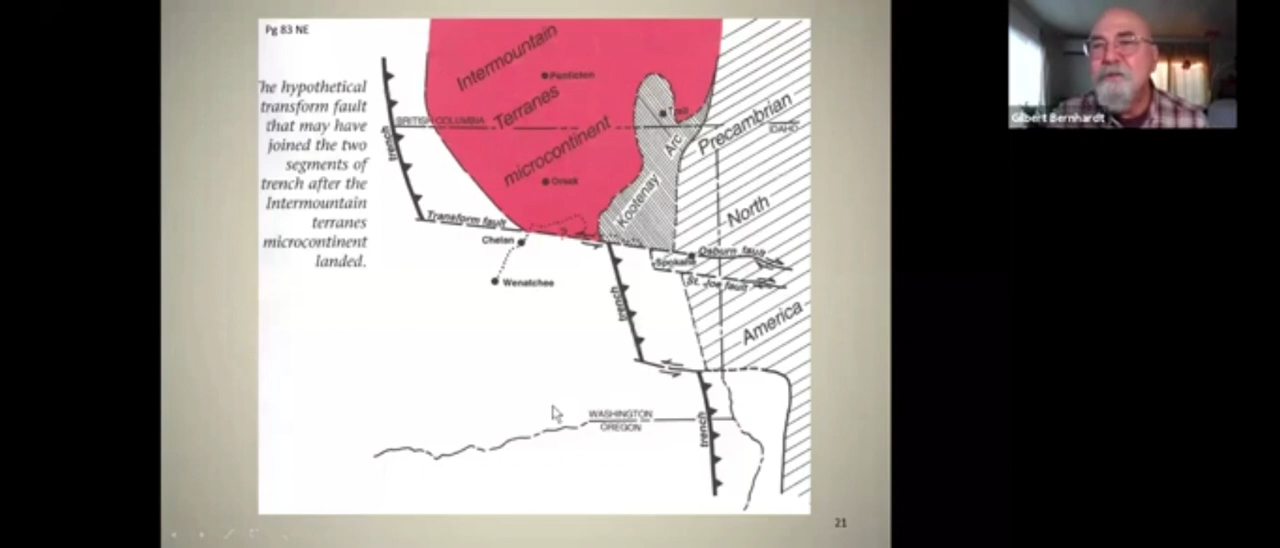 Pg 83 NE
The hypothetical
transform fault
that may have
joined the two
segments of
trench after the
Intermountain
terranes
microcontinent
landed.
Intermountain
Terranes
microcontinent
Penticton
BRITISH COLUMBIA
Omak
trench
Transform fault
Chelan
Wenatchee
Kootenay
Arc
Precambrian
IDAHO
North
America
Osburn fault
Spokane
St. Joe fault
trench
WASHINGTON
OREGON
trench
21
Gilbert Bernhardt